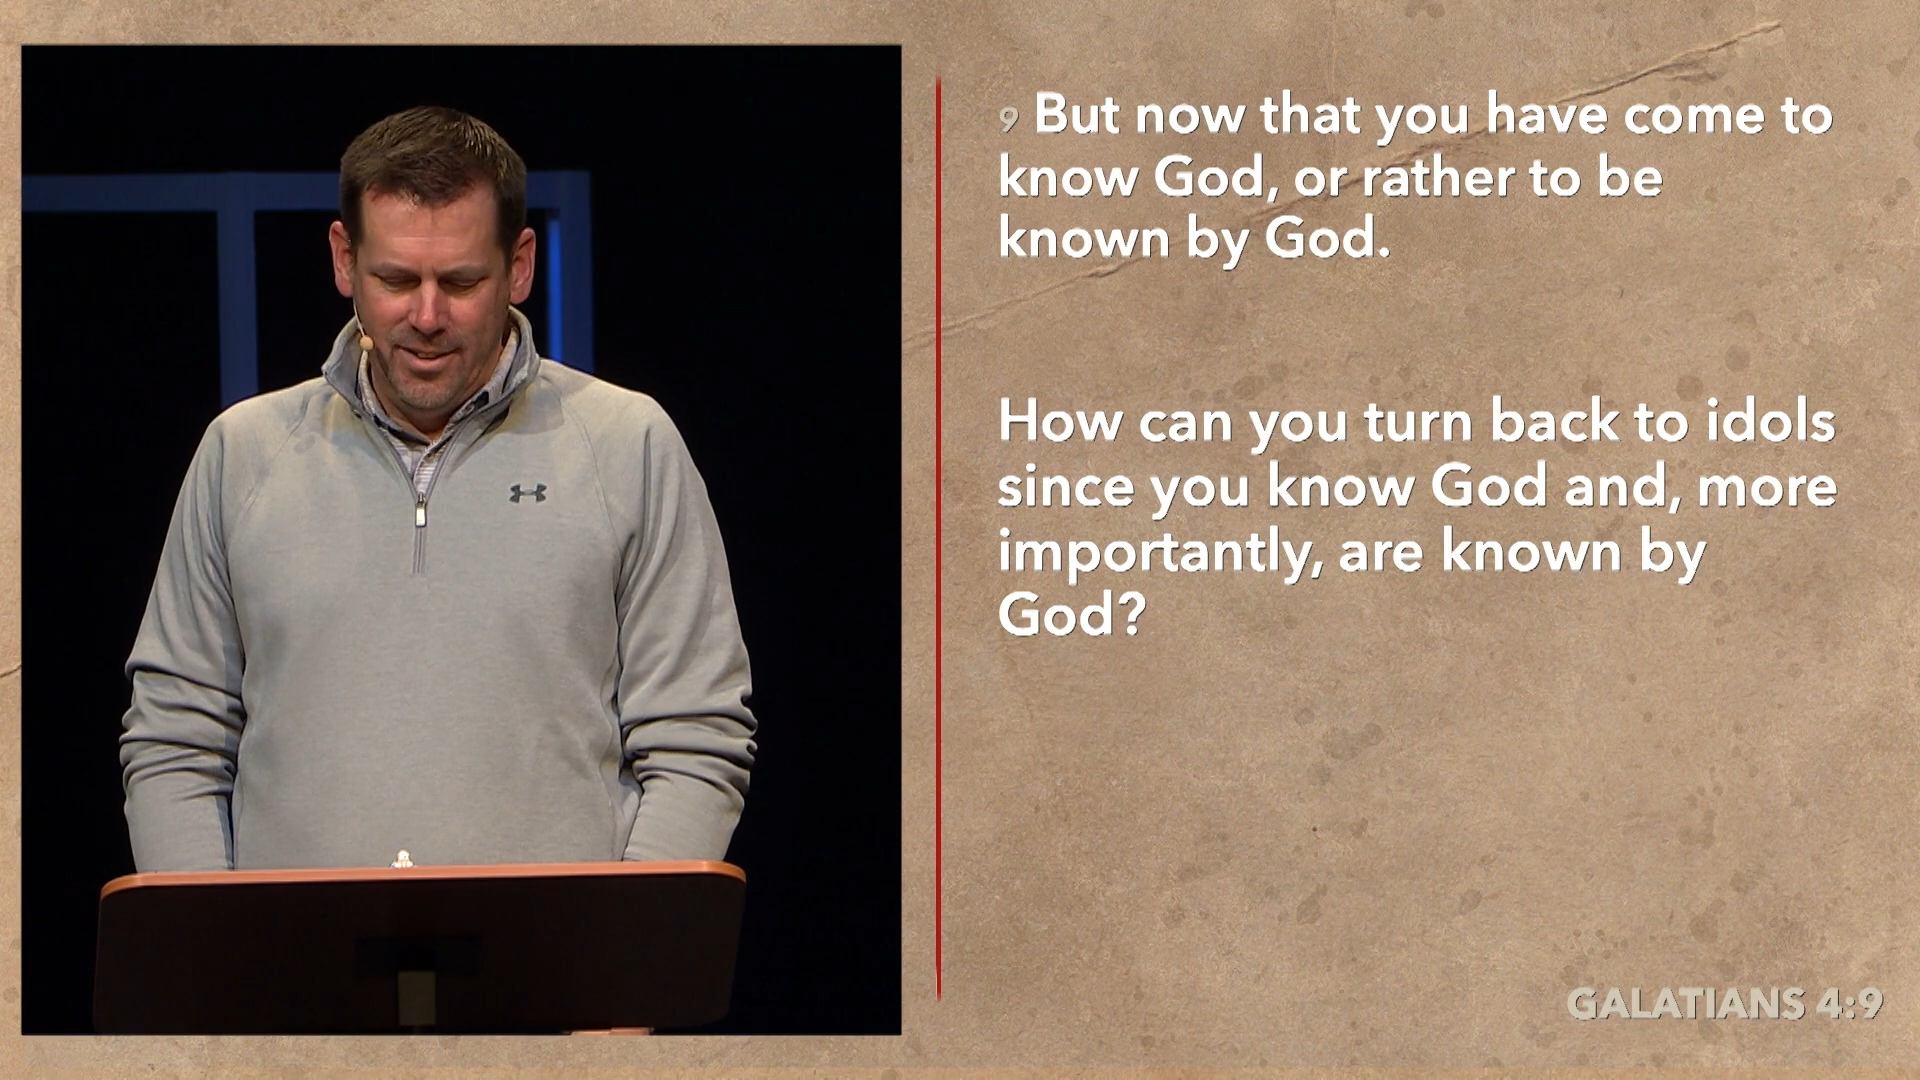 9 But now that you have come to
know God, or rather to be
known by God.
How can you turn back to idols
since you know God and, more
importantly, are known by
God?
GALATIANS 4:9